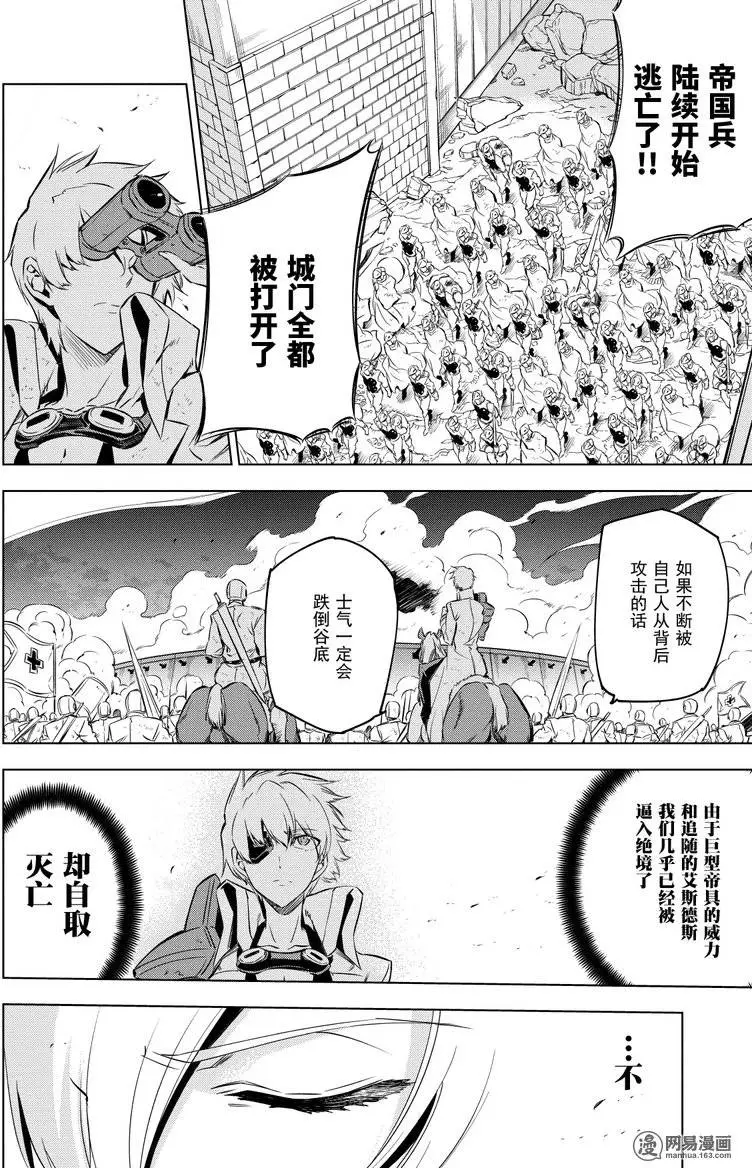 帝国兵
陆续开始
逃亡了!!
城门全都
被打开了
如果不断被
自己人从背后
攻击的话
士气一定会
跌倒谷底
由于巨型帝具的威力
和追随的艾斯德斯
我们几乎已经被
逼入绝境了
却自取
灭亡
…不
漫 网易漫画
manhua.163.com